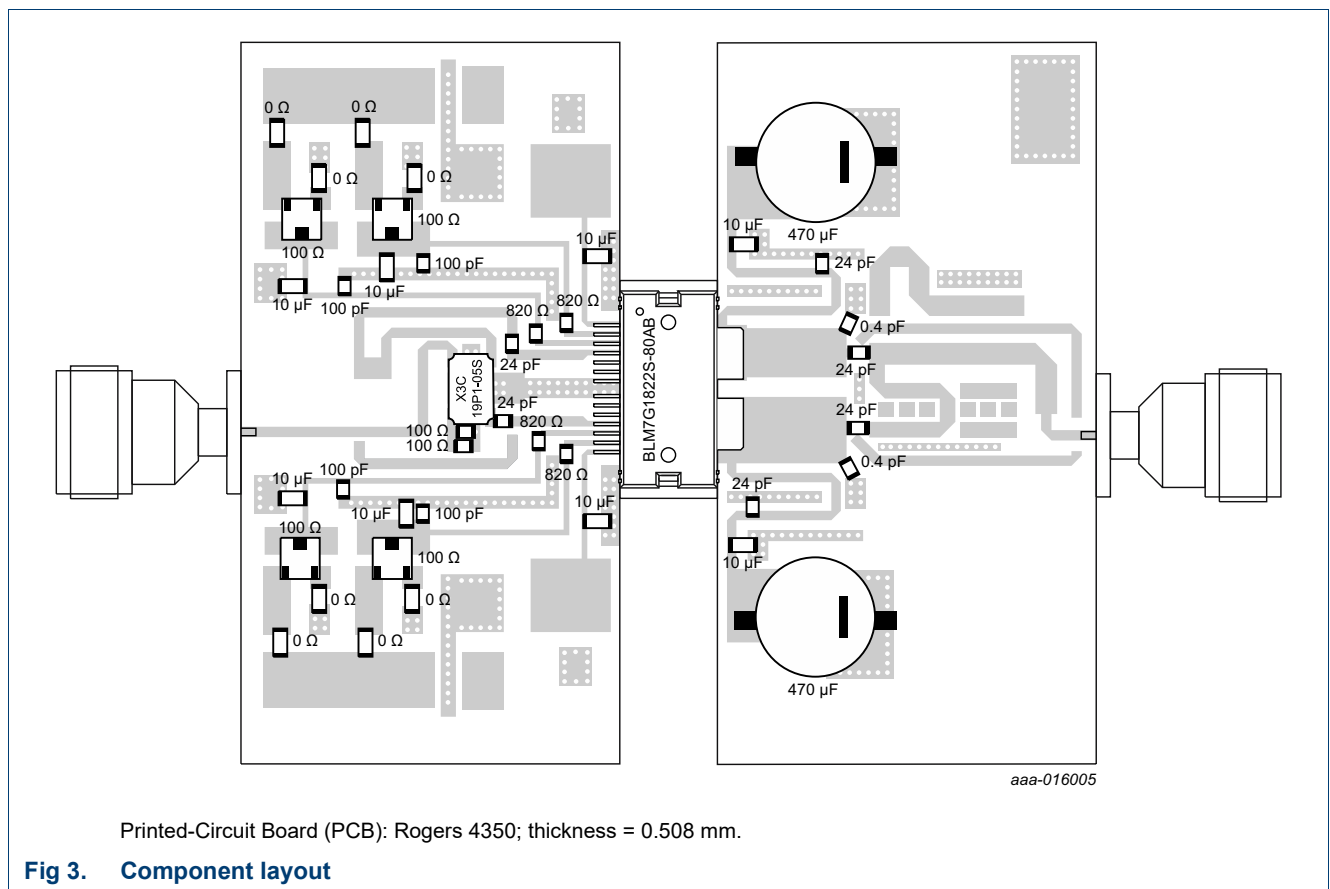 0 Ω
0 Ω
0 Ω
0 Ω
100 Ω
100 Ω
10 µF
100 pF
10 µF
100 pF
10 µF
820 Ω
820 Ω
24 pF
X3C
19P1-05S
24 pF
820 Ω
100 Ω
100 Ω
820 Ω
10 µF
100 pF
10 µF
100 pF
10 µF
100 Ω
100 Ω
0 Ω
0 Ω
0 Ω
0 Ω
BLM7G1822S-80AB
470 µF
10 µF
24 pF
0.4 pF
24 pF
24 pF
0.4 pF
24 pF
10 µF
470 µF
aaa-016005
Printed-Circuit Board (PCB): Rogers 4350; thickness = 0.508 mm.
Fig 3. Component layout